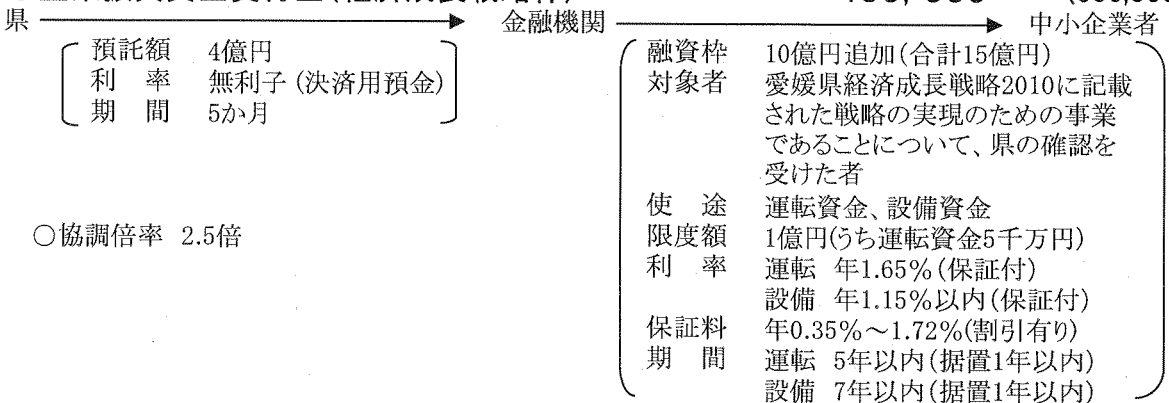 県 金融機関 中小企業者
預託額 4億円
利 率 無利子(決済用預金)
期 間 5か月
○協調倍率 2.5倍
融資枠 10億円追加(合計15億円)
対象者 愛媛県経済成長戦略2010に記載
された戦略の実現のための事業
であることについて、県の確認を
受けた者
使 途 運転資金、設備資金
限度額 1億円(うち運転資金5千万円)
利 率 運転 年1.65%(保証付)
設備 年1.15%以内(保証付)
保証料 年0.35%~1.72%(割引有り)
期 間 運転 5年以内(据置1年以内)
設備 7年以内(据置1年以内)